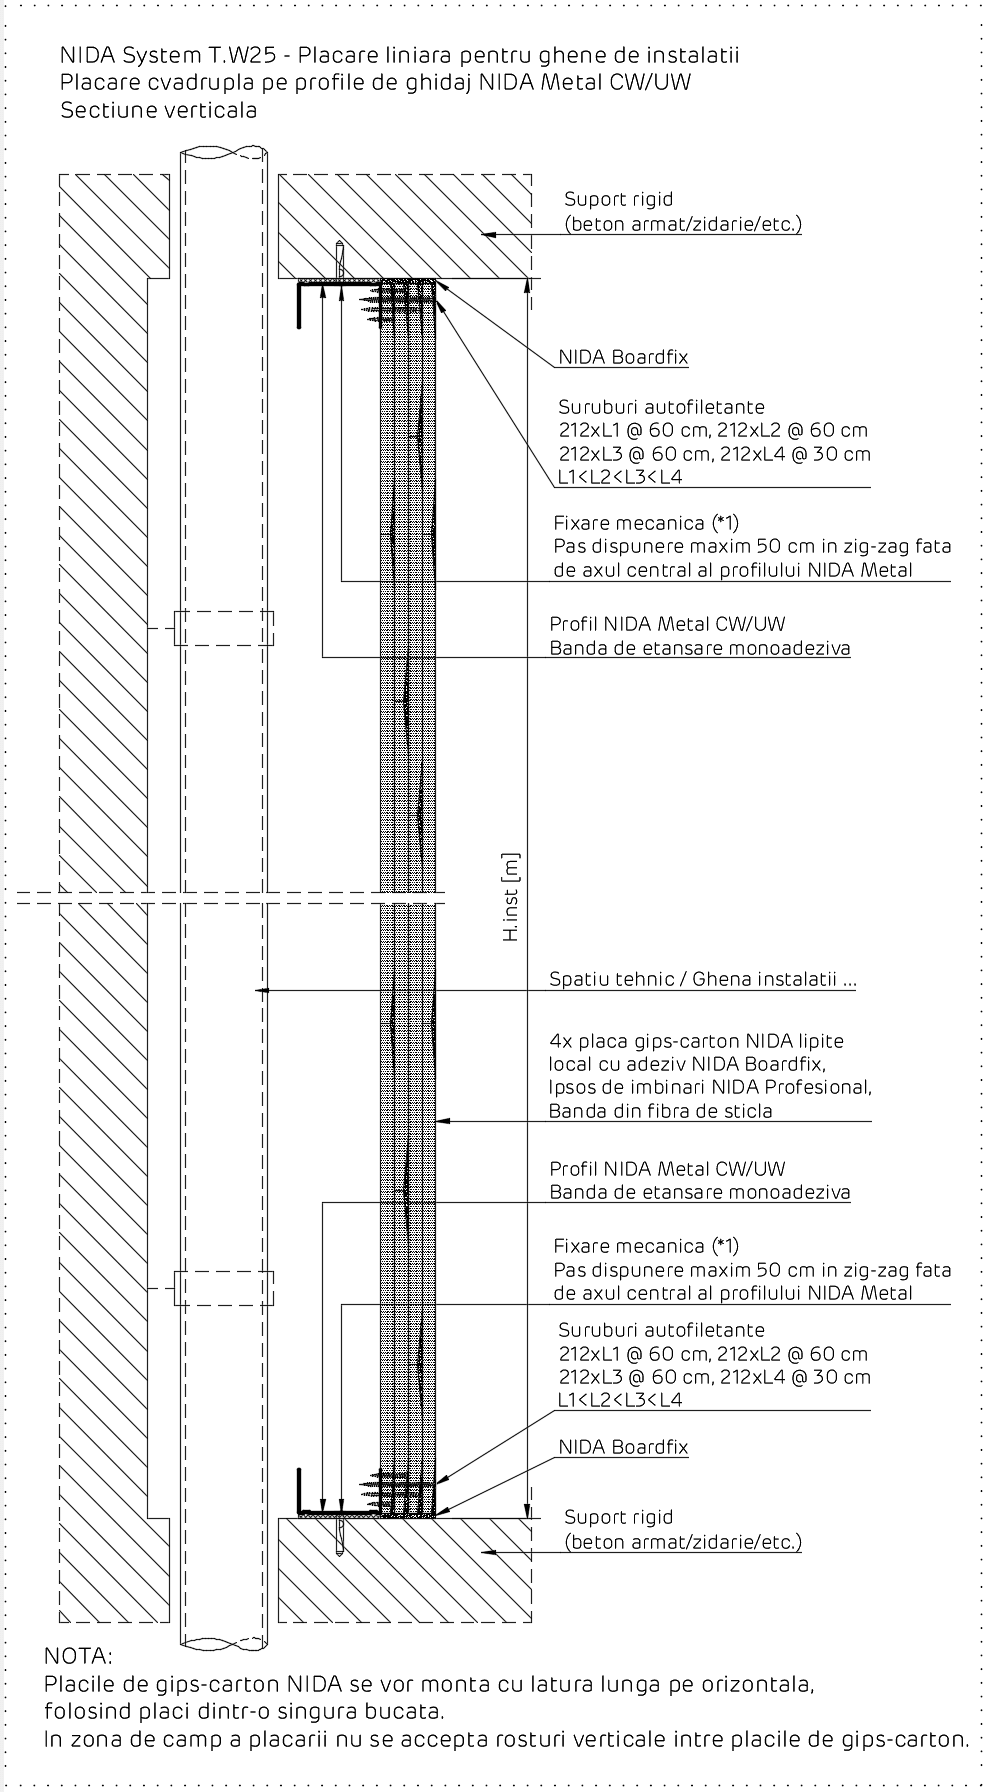 NIDA System T.W25 - Placare liniara pentru ghene de instalatii
Placare cvadrupla pe profile de ghidaj NIDA Metal CW/UW
Sectiune verticala
Suport rigid
(beton armat/zidarie/etc.)
NIDA Boardfix
Suruburi autofiletante
212xL1 @ 60 cm, 212xL2 @ 60 cm
212xL3 @ 60 cm, 212xL4 @ 30 cm
L1<L2<L3<L4
Fixare mecanica (*1)
Pas dispunere maxim 50 cm in zig-zag fata
de axul central al profilului NIDA Metal
Profil NIDA Metal CW/UW
Banda de etansare monoadeziva
H.inst [m]
Spatiu tehnic / Ghena instalatii ...
4x placa gips-carton NIDA lipite
local cu adeziv NIDA Boardfix,
Ipsos de imbinari NIDA Profesional,
Banda din fibra de sticla
Profil NIDA Metal CW/UW
Banda de etansare monoadeziva
Fixare mecanica (*1)
Pas dispunere maxim 50 cm in zig-zag fata
de axul central al profilului NIDA Metal
Suruburi autofiletante
212xL1 @ 60 cm, 212xL2 @ 60 cm
212xL3 @ 60 cm, 212xL4 @ 30 cm
L1<L2<L3<L4
NIDA Boardfix
Suport rigid
(beton armat/zidarie/etc.)
NOTA:
Placile de gips-carton NIDA se vor monta cu latura lunga pe orizontala,
folosind placi dintr-o singura bucata.
In zona de camp a placarii nu se accepta rosturi verticale intre placile de gips-carton.